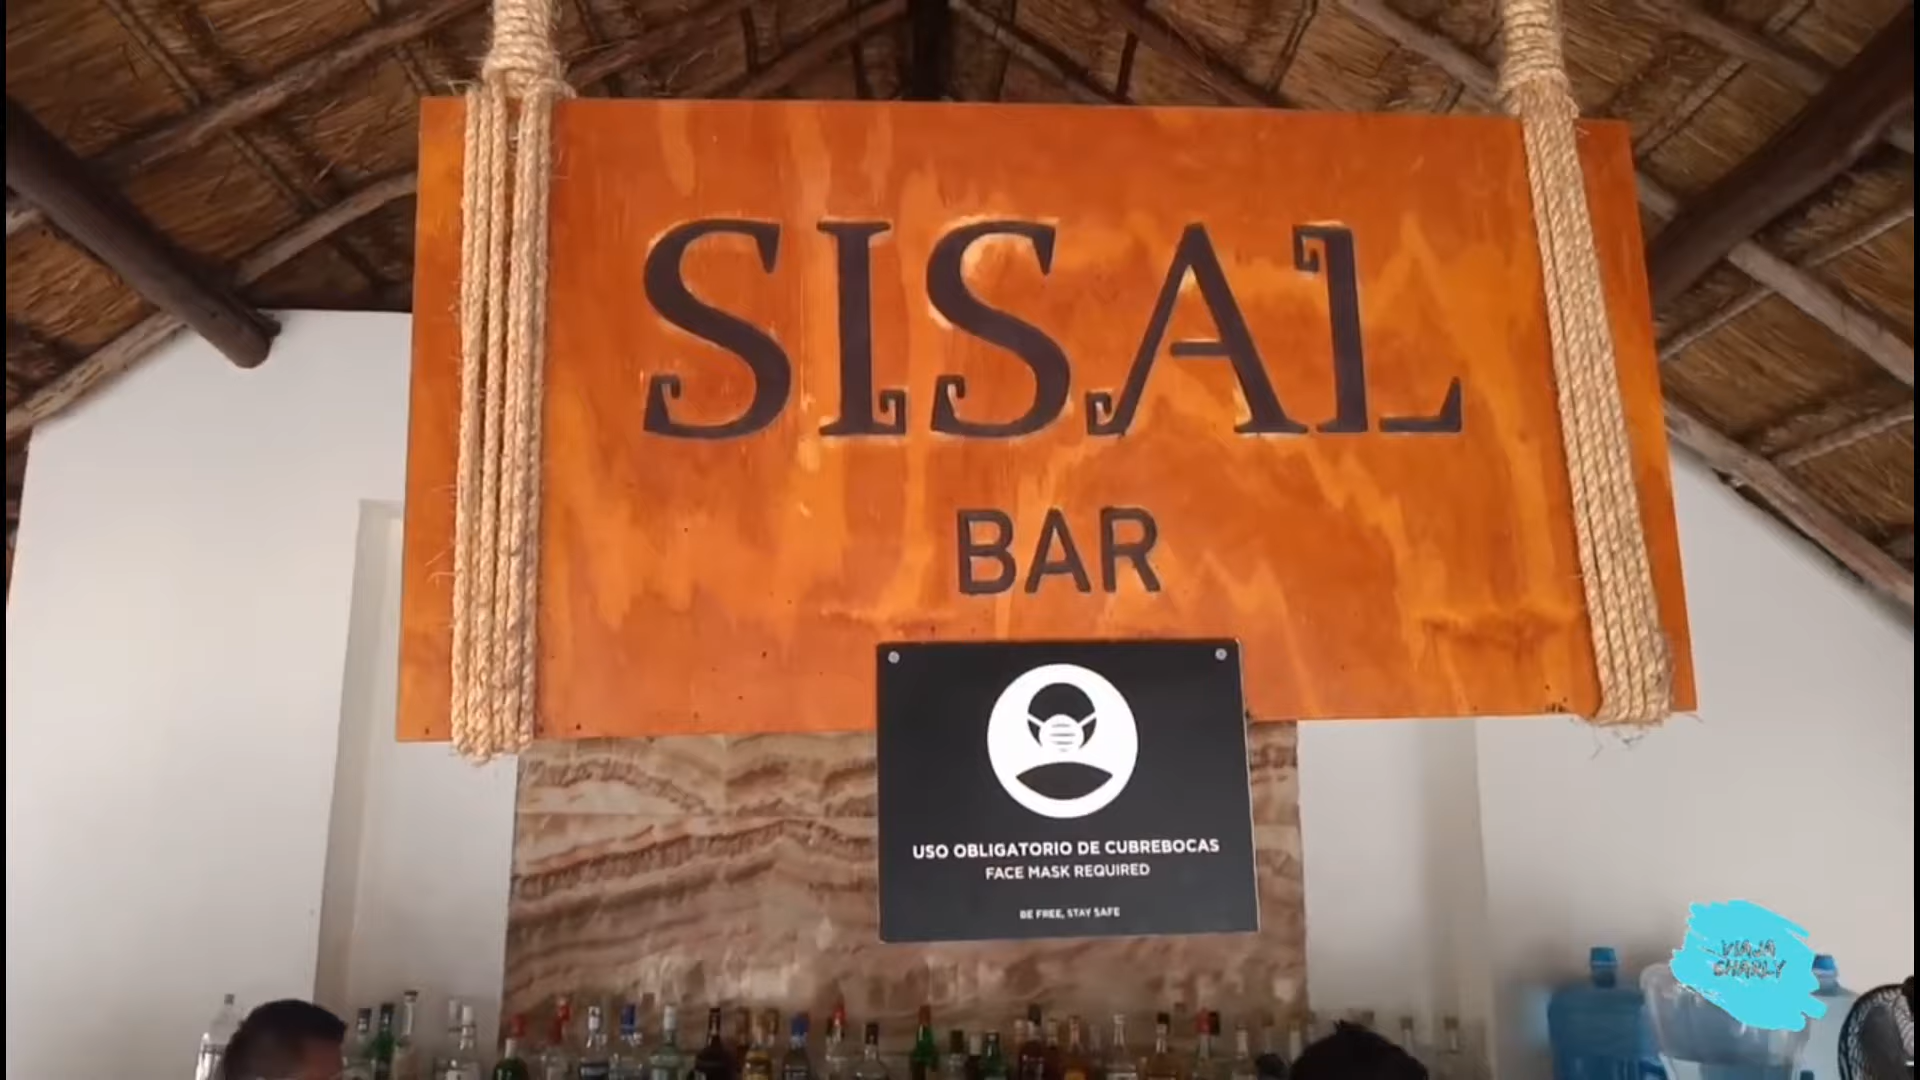 SISAL
BAR
USO OBLIGATORIO DE CUBREBOCAS
FACE MASK REQUIRED
BE FREE, STAY SAFE
VIAJA
CHARLY